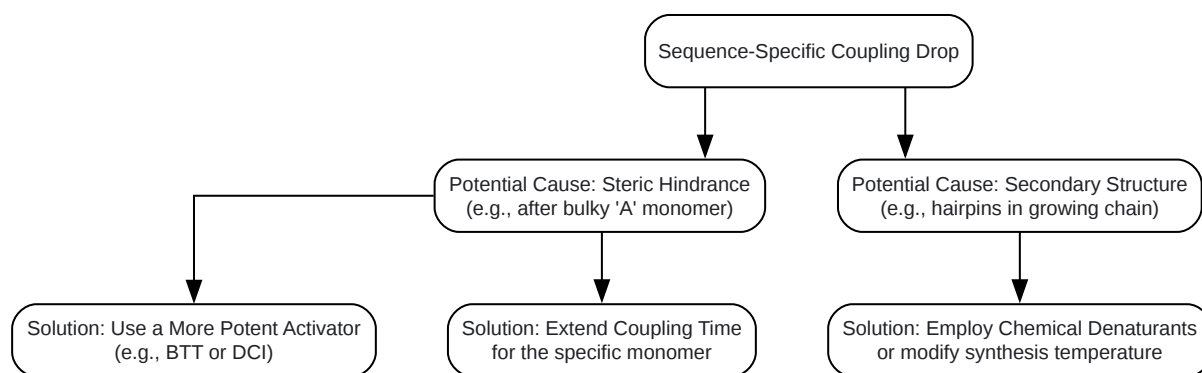 Sequence-Specific Coupling Drop
Potential Cause: Steric Hindrance
(e.g., after bulky 'A' monomer)
Potential Cause: Secondary Structure
(e.g., hairpins in growing chain)
Solution: Use a More Potent Activator
(e.g., BTT or DCI)
Solution: Extend Coupling Time
for the specific monomer
Solution: Employ Chemical Denaturants
or modify synthesis temperature